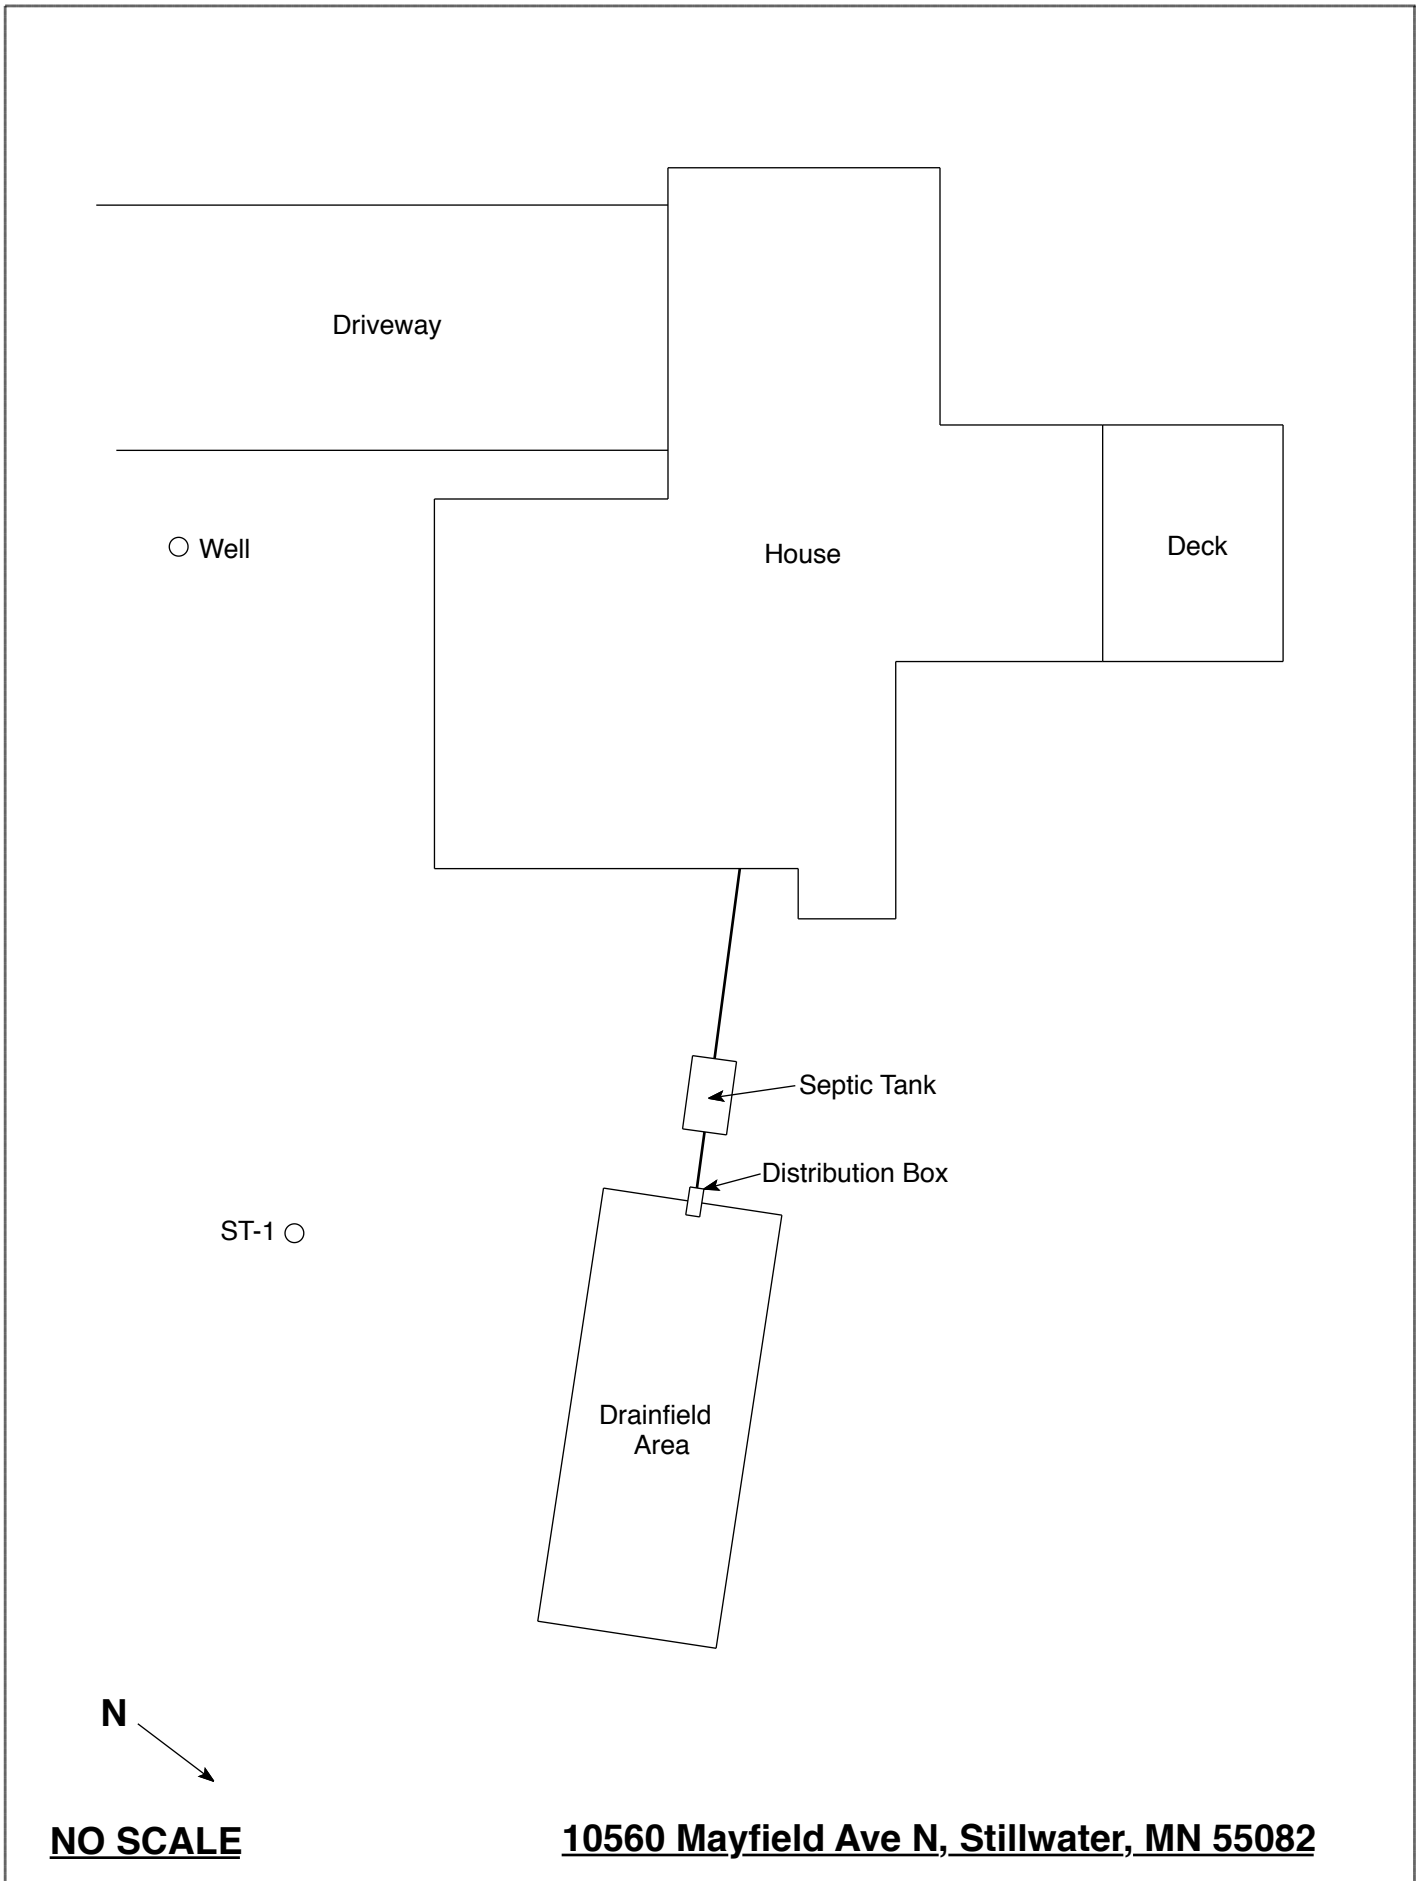 Driveway
Well
House
Deck
Septic Tank
Distribution Box
ST-1
Drainfield
Area
N
NO SCALE
10560 Mayfield Ave N, Stillwater, MN 55082